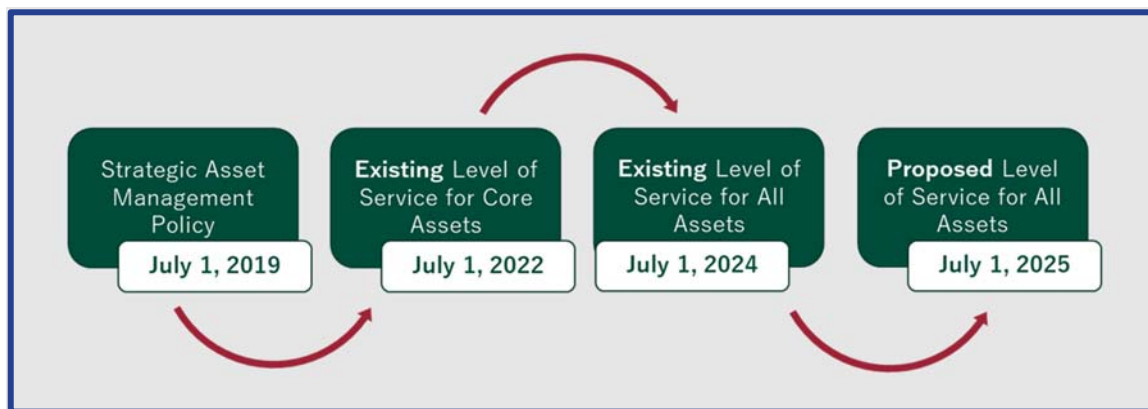 Strategic Asset
Management
Policy
July 1, 2019
Existing Level of
Service for Core
Assets
July 1, 2022
Existing Level of
Service for All
Assets
July 1, 2024
Proposed Level
of Service for All
Assets
July 1, 2025